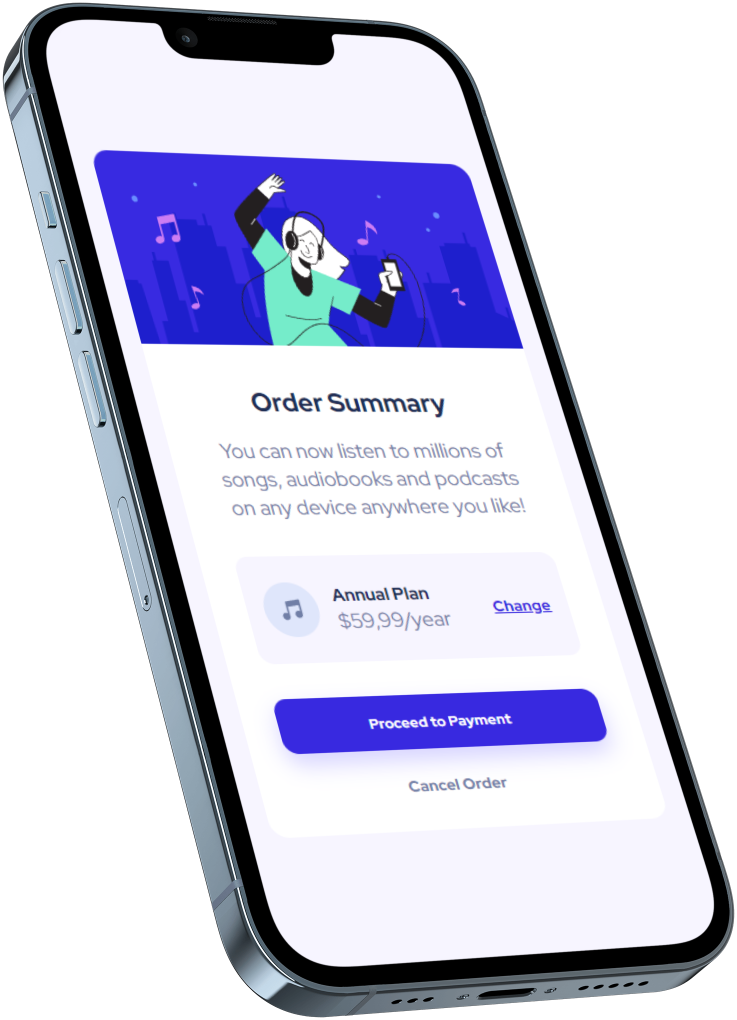 Order Summary
You can now listen to millions of
songs, audiobooks and podcasts
on any device anywhere you like!
Annual Plan
$59,99/year
Change
Proceed to Payment
Cancel Order